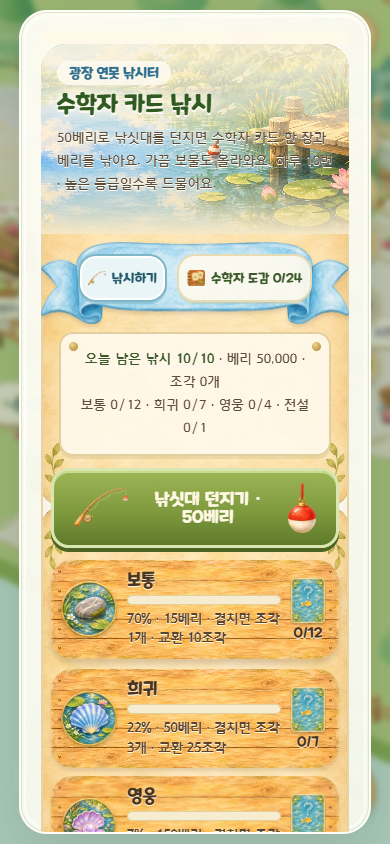 광장 연못 낚시터
수학자 카드 낚시
50베리로 낚싯대를 던지면 수학자 카드 한 장과
베리를 낚아요. 가끔 보물도 올라와요. 하루 10번
· 높은 등급일수록 드물어요.
낚시하기
수학자 도감 0/24
오늘 남은 낚시 10/10 · 베리 50,000 ·
조각 0개
보통 0/12 · 희귀 0/7 · 영웅 0/4 · 전설
0/1
낚싯대 던지기 ·
50베리
보통
70% · 15베리 · 겹치면 조각
1개 · 교환 10조각
0/12
희귀
22% · 50베리 · 겹치면 조각
3개 · 교환 25조각
0/7
영웅